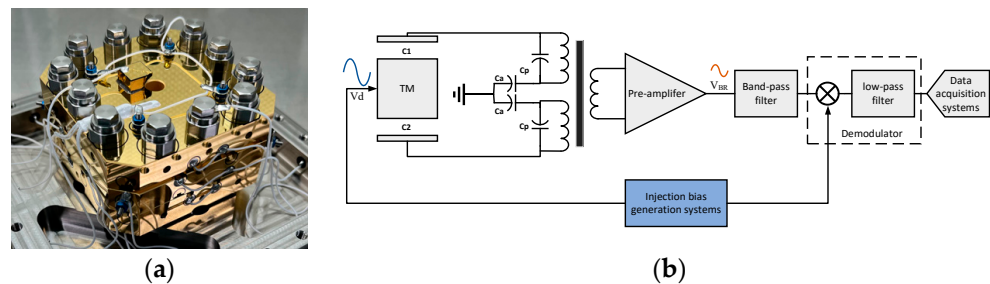 C1
Vd
TM
C2
Ca
Ca
Cp
Cp
Pre-amplifer
VBR
Band-pass
filter
low-pass
filter
Demodulator
Data
acquisition
systems
Injection bias
generation systems
(a)
(b)